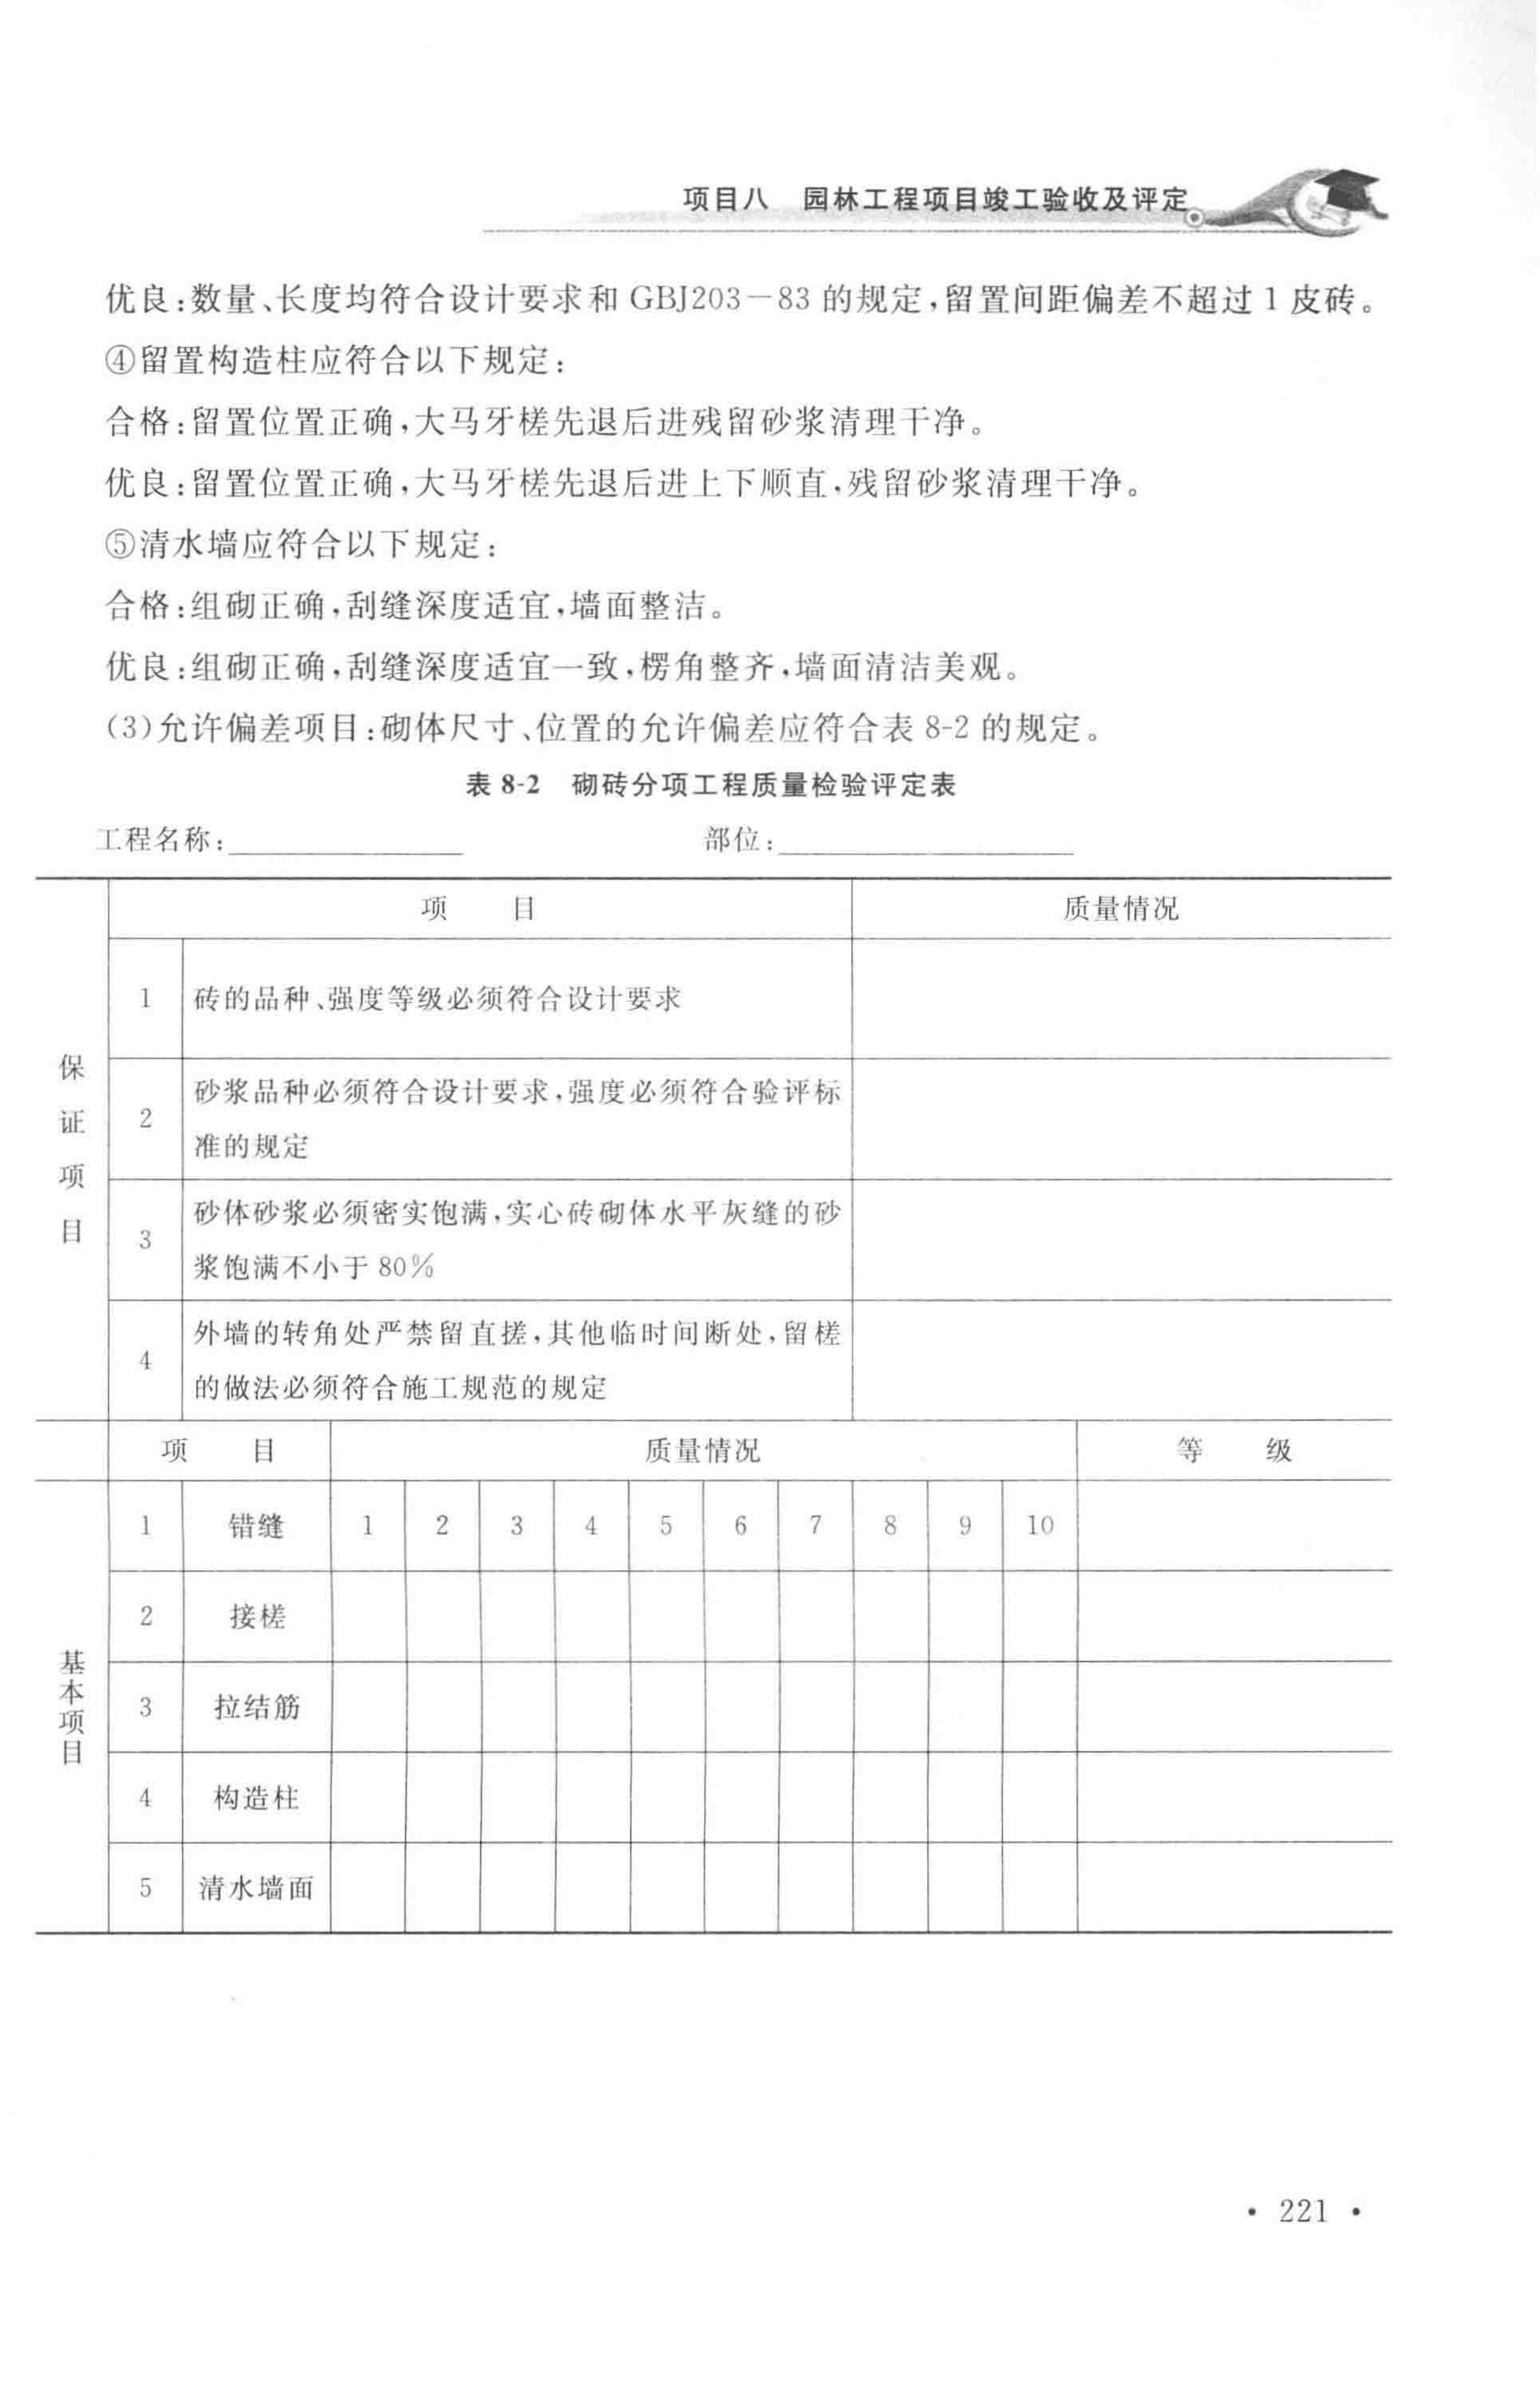 项目八 园林工程项目竣工验收及评定
优良:数量、长度均符合设计要求和 GBJ203—83 的规定,留置间距偏差不超过 1 皮砖。
④留置构造柱应符合以下规定:
合格:留置位置正确,大马牙槎先退后进残留砂浆清理干净。
优良:留置位置正确,大马牙槎先退后进上下顺直,残留砂浆清理干净。
⑤清水墙应符合以下规定:
合格:组砌正确,刮缝深度适宜,墙面整洁。
优良:组砌正确,刮缝深度适宜一致,楞角整齐,墙面清洁美观。
(3)允许偏差项目:砌体尺寸、位置的允许偏差应符合表 8-2 的规定。
表 8-2 砌砖分项工程质量检验评定表
工程名称: 部位:
项 目 质量情况
保证项目
1 砖的品种、强度等级必须符合设计要求
2 砂浆品种必须符合设计要求,强度必须符合验评标
准的规定
3 砂体砂浆必须密实饱满,实心砖砌体水平灰缝的砂
浆饱满不小于 80%
4 外墙的转角处严禁留直搓,其他临时间断处,留槎
的做法必须符合施工规范的规定
项 目 质量情况 等 级
基本项目
1 错缝 1 2 3 4 5 6 7 8 9 10
2 接槎
3 拉结筋
4 构造柱
5 清水墙面
• 221 •